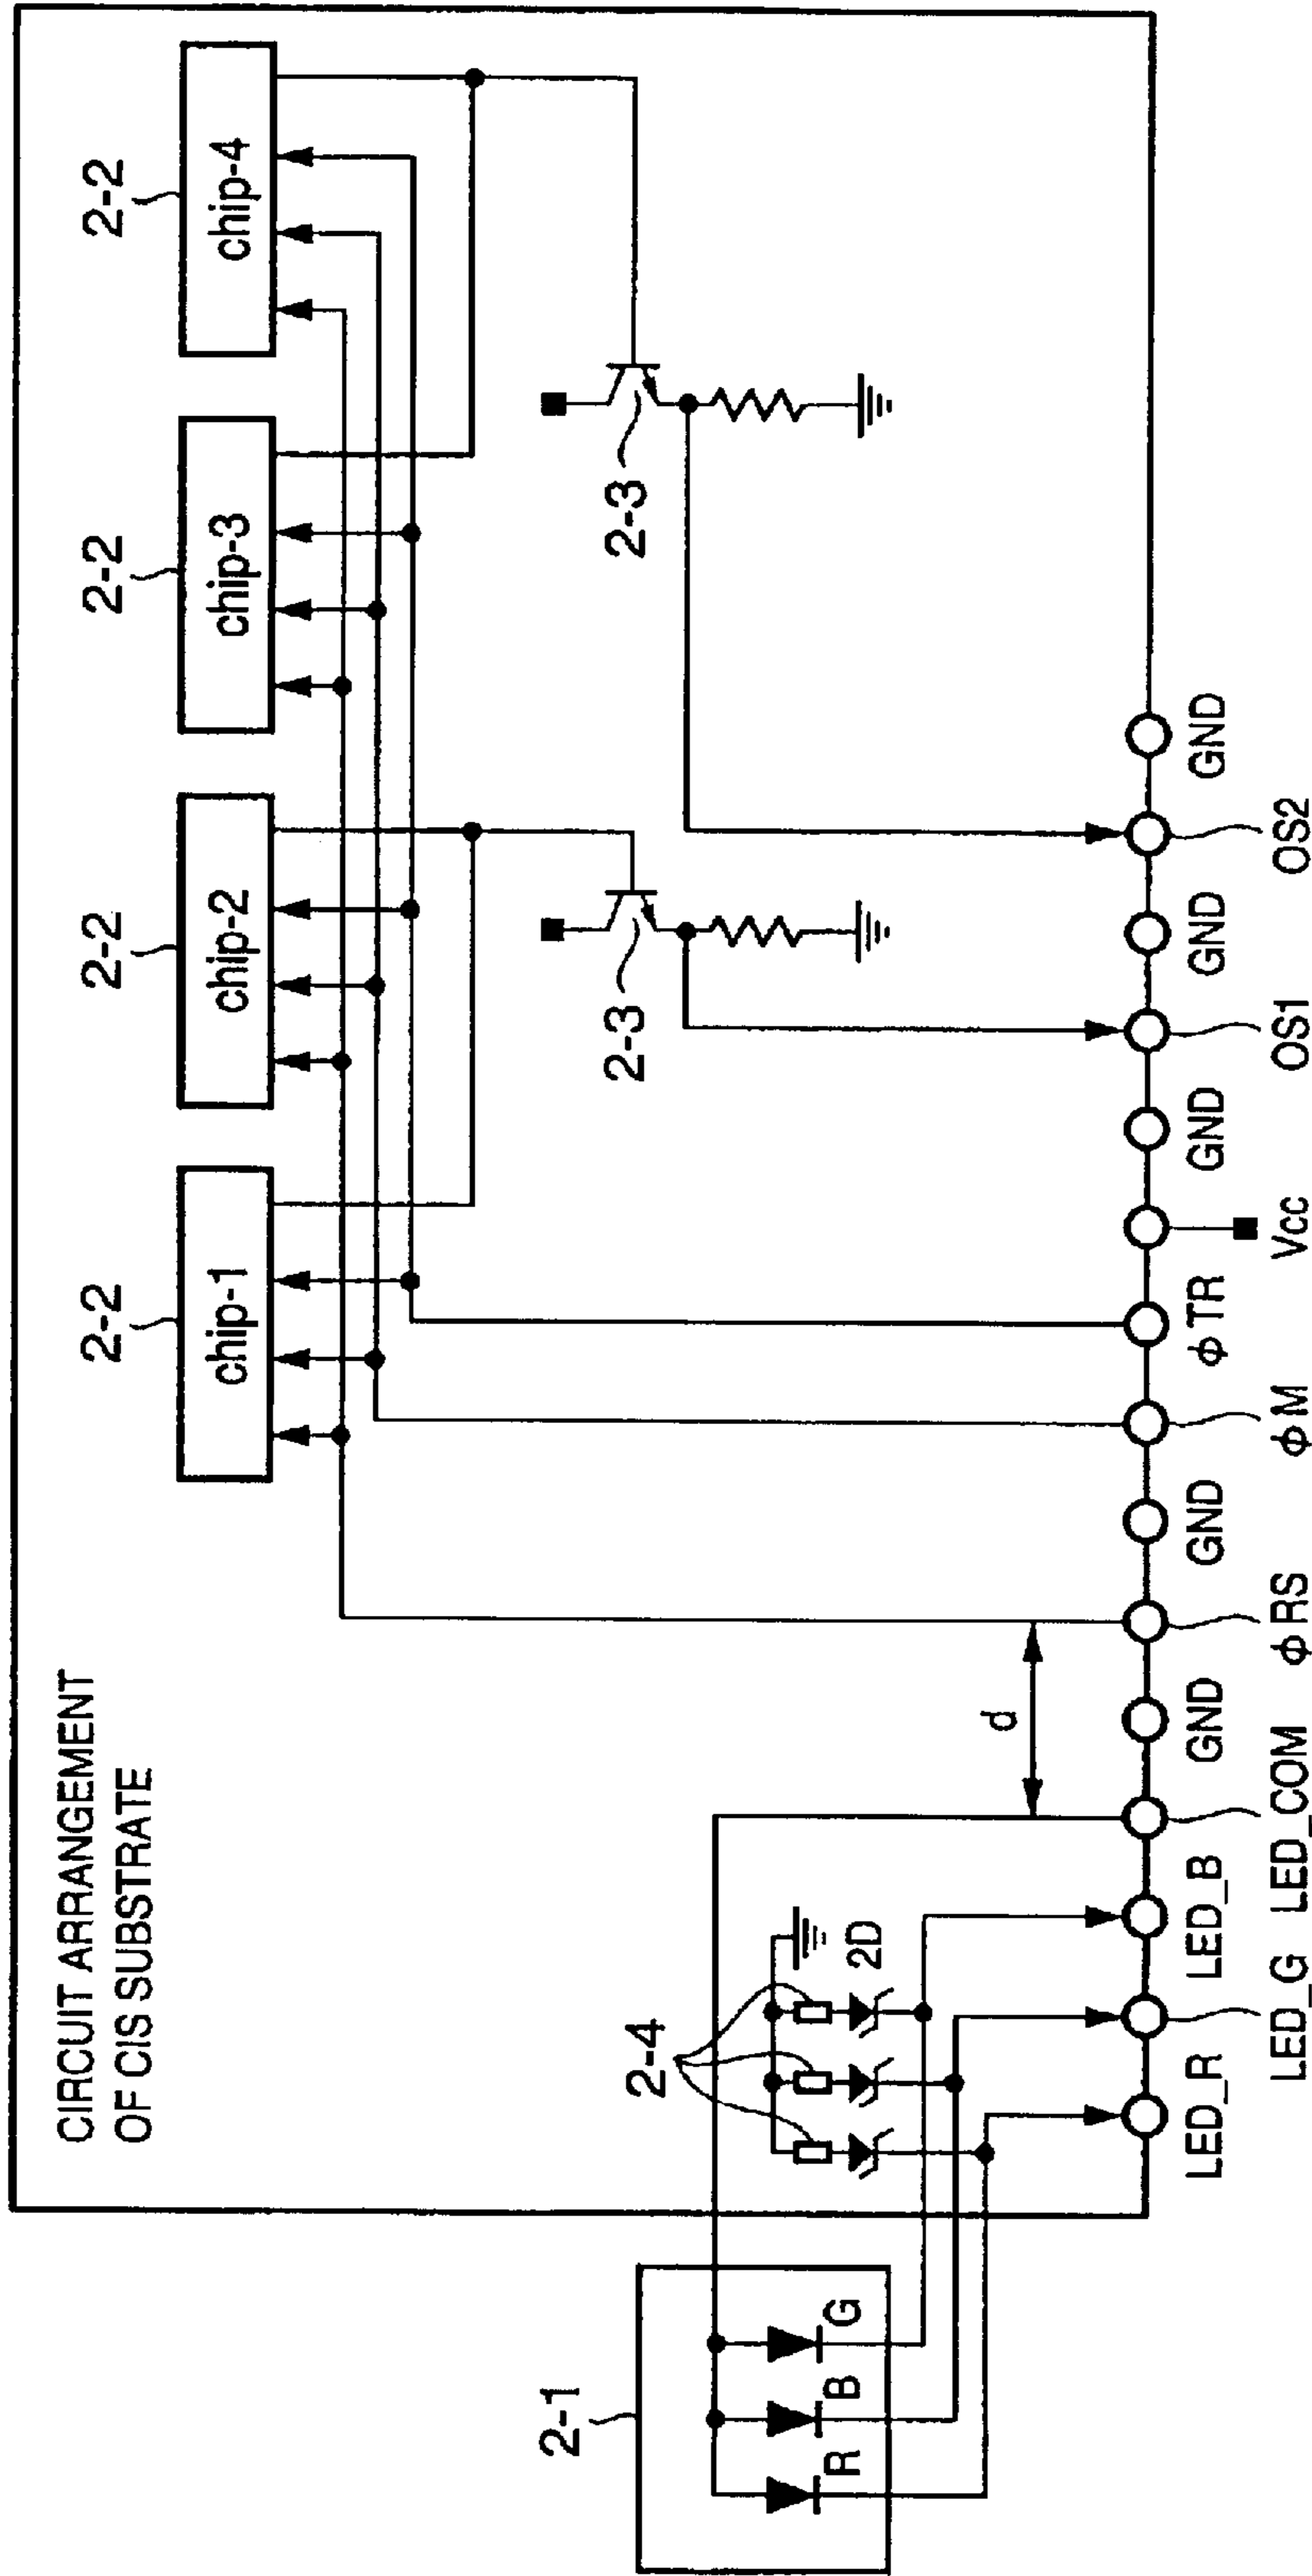 CIRCUIT ARRANGEMENT
OF CIS SUBSTRATE
2-2
2-2
2-2
2-2
chip-1
chip-2
chip-3
chip-4
2-1
R
B
G
2-4
2D
2-3
2-3
d
LED_R
LED_G
LED_B
LED_COM
GND
ϕRS
GND
ϕM
ϕTR
Vcc
GND
OS1
GND
OS2
GND